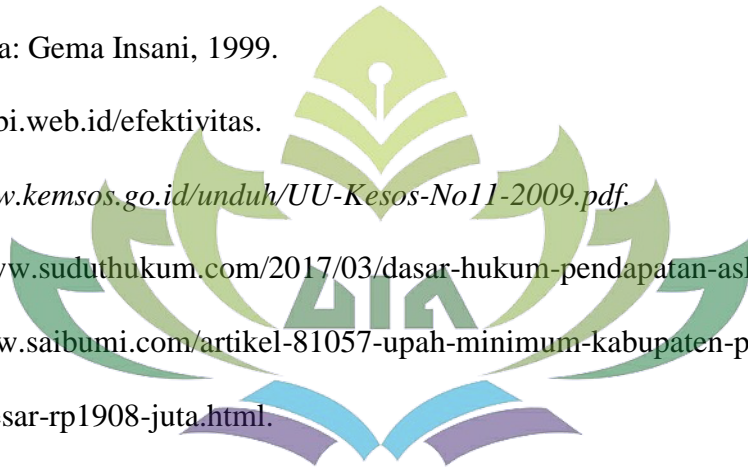 a: Gema Insani, 1999.
bi.web.id/efektivitas.
w.kemsos.go.id/unduh/UU-Kesos-No11-2009.pdf.
ww.suduthukum.com/2017/03/dasar-hukum-pendapatan-asl
w.saibumi.com/artikel-81057-upah-minimum-kabupaten-p
esar-rp1908-juta.html.